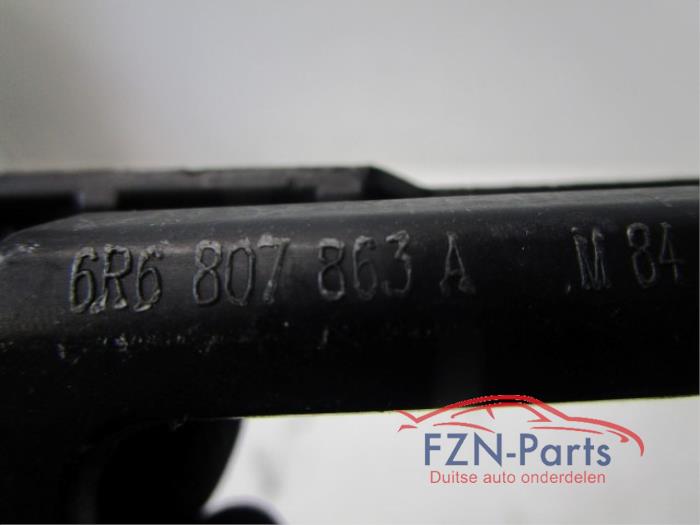 6R6 807 863 A M 84
FZN-Parts
Duitse auto onderdelen